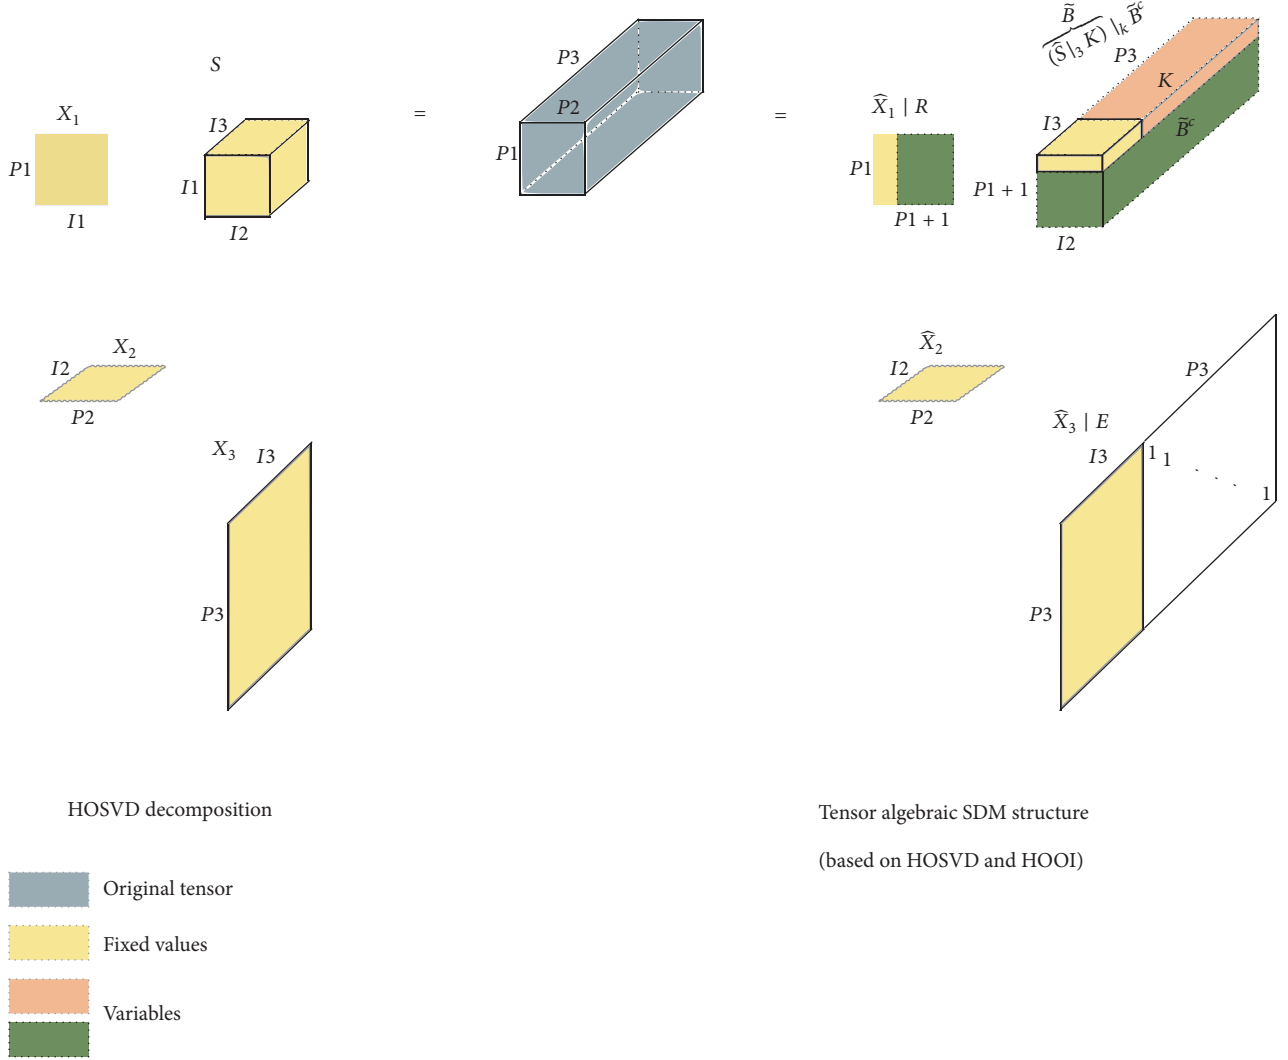 S
X₁
P1
I1
I3
I1
I2
=
P3
P2
P1
=
X̂₁ | R
P1
P1 + 1
B̃
(Ŝ|₃ K) |ₖ B̃ᶜ
P3
K
I3
B̃ᶜ
P1 + 1
I2
X₂
I2
P2
X₃
I3
P3
X̂₂
I2
P2
X̂₃ | E
I3
P3
1
1
. . .
1
P3
HOSVD decomposition
Tensor algebraic SDM structure
(based on HOSVD and HOOI)
Original tensor
Fixed values
Variables